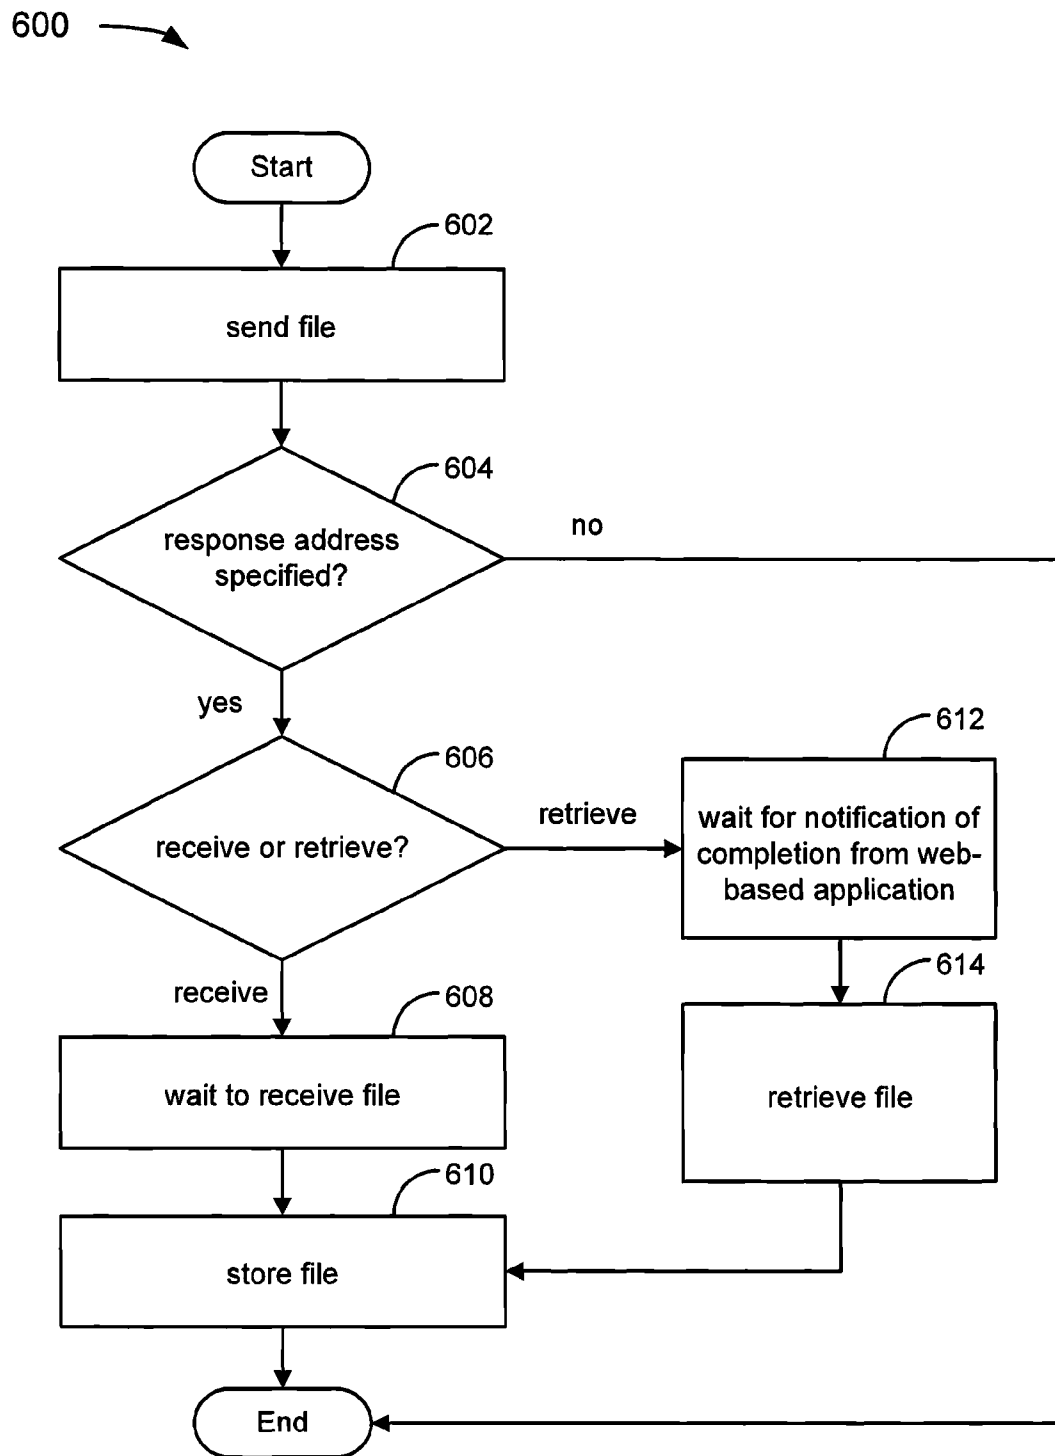 600
Start
602
send file
604
response address
specified?
no
yes
606
receive or retrieve?
retrieve
612
wait for notification of
completion from web-
based application
receive
608
wait to receive file
614
retrieve file
610
store file
End